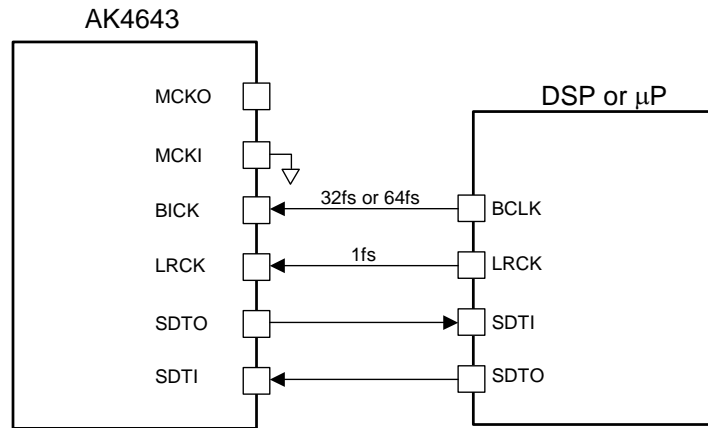 AK4643
DSP or μP
MCKO
MCKI
BICK
32fs or 64fs
BCLK
LRCK
1fs
LRCK
SDTO
SDTI
SDTI
SDTO